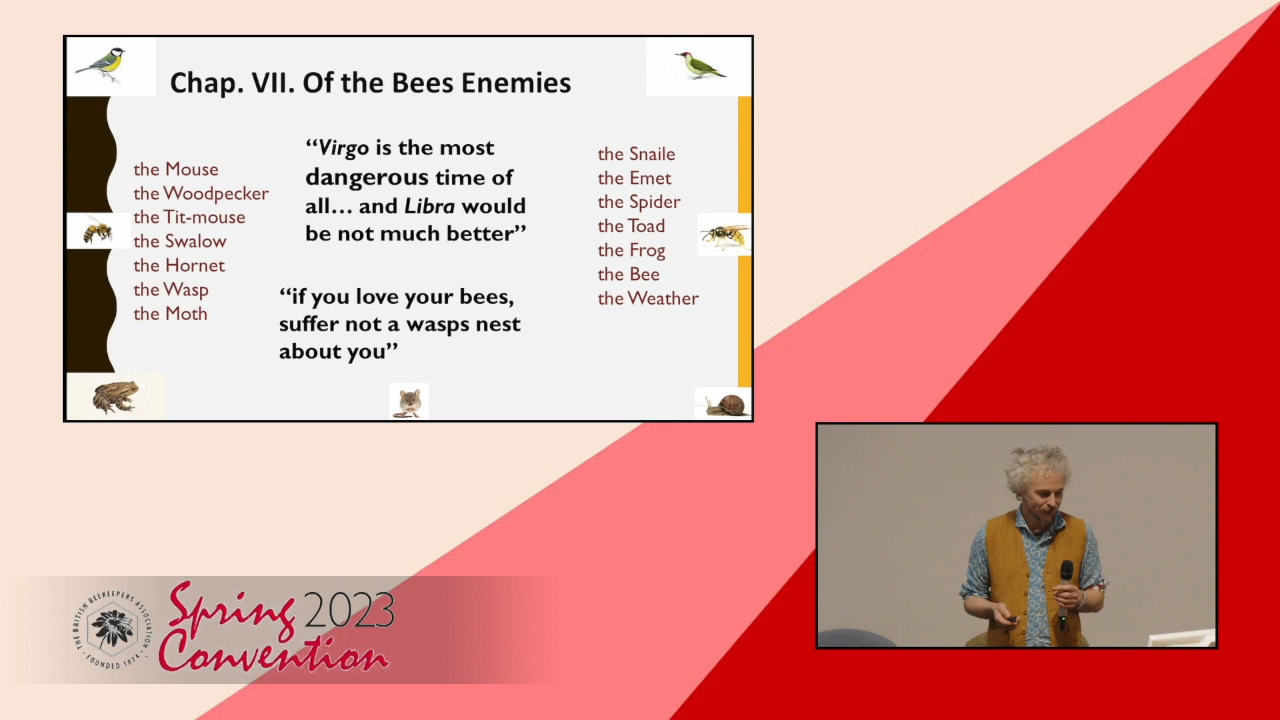 Chap. VII. Of the Bees Enemies
the Mouse
the Woodpecker
the Tit-mouse
the Swalow
the Hornet
the Wasp
the Moth
“Virgo is the most
dangerous time of
all… and Libra would
be not much better”
“if you love your bees,
suffer not a wasps nest
about you”
the Snaile
the Emet
the Spider
the Toad
the Frog
the Bee
the Weather
THE BRITISH BEEKEEPERS ASSOCIATION
FOUNDED 1874
Spring 2023
Convention